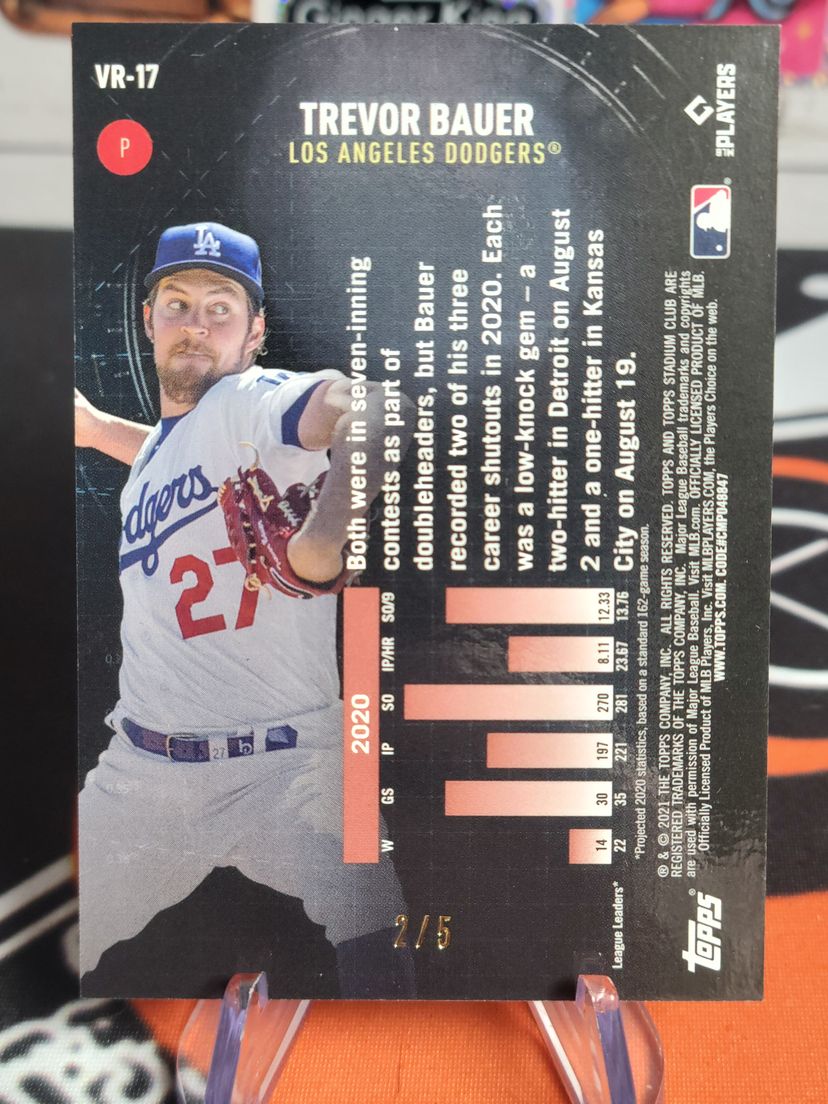 VR-17
P
TREVOR BAUER
LOS ANGELES DODGERS®
MLB PLAYERS
Dodgers
27
Both were in seven-inning
contests as part of
doubleheaders, but Bauer
recorded two of his three
career shutouts in 2020. Each
was a low-knock gem – a
two-hitter in Detroit on August
2 and a one-hitter in Kansas
City on August 19.
2020
W GS IP SO IP/HR SO/9
14 30 197 270 8.11 12.33
League Leaders* 22 35 221 281 23.67 13.76
*Projected 2020 statistics, based on a standard 162-game season.
2/5
topps
® & © 2021 THE TOPPS COMPANY, INC. ALL RIGHTS RESERVED. TOPPS AND TOPPS STADIUM CLUB ARE
REGISTERED TRADEMARKS OF THE TOPPS COMPANY, INC. Major League Baseball trademarks and copyrights
are used with permission of Major League Baseball. Visit MLB.com. OFFICIALLY LICENSED PRODUCT OF MLB.
Officially Licensed Product of MLB Players, Inc. Visit MLBPLAYERS.COM, the Players Choice on the web.
WWW.TOPPS.COM. CODE#CMP048847